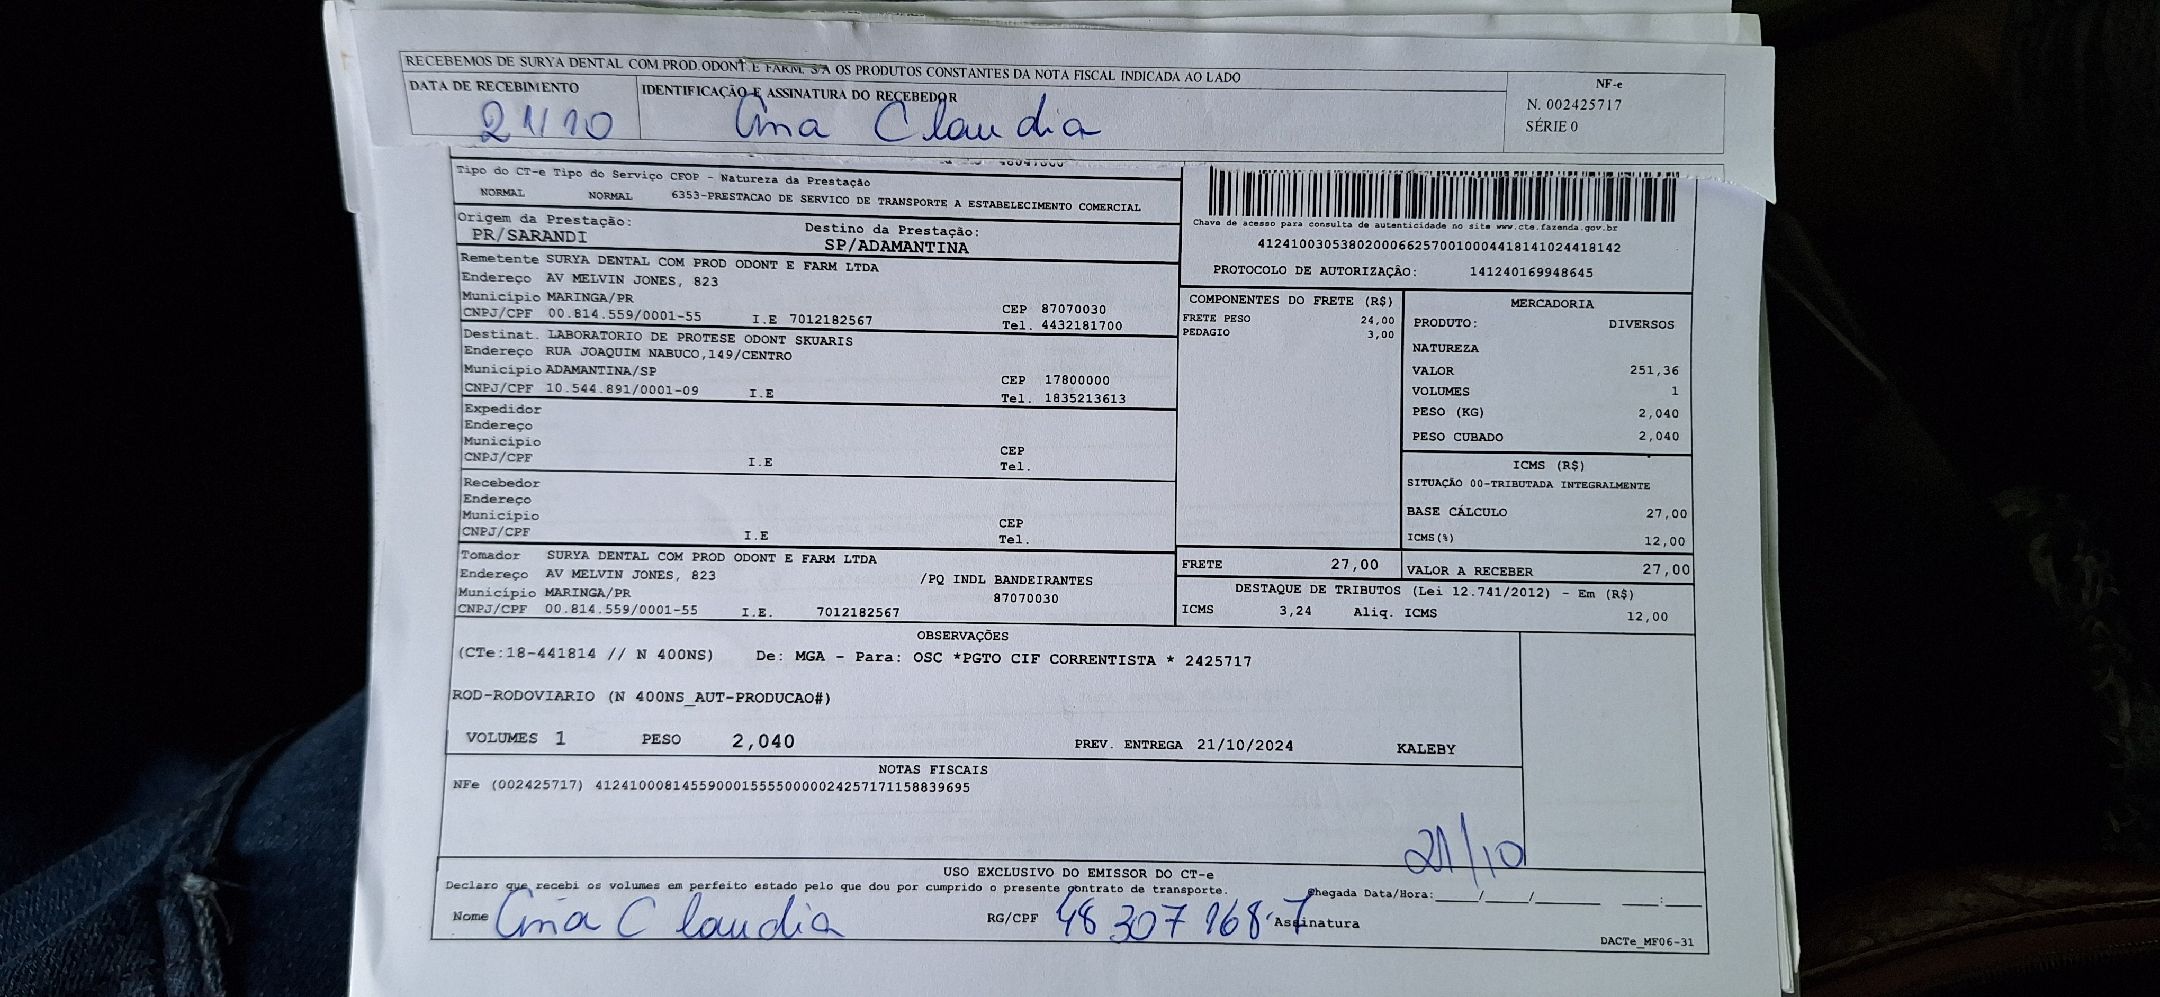 RECEBEMOS DE SURYA DENTAL COM PROD.ODONT.E FARM. S/A OS PRODUTOS CONSTANTES DA NOTA FISCAL INDICADA AO LADO
DATA DE RECEBIMENTO
21/10
IDENTIFICAÇÃO E ASSINATURA DO RECEBEDOR
Ana Claudia
NF-e
N. 002425717
SÉRIE 0
Tipo do CT-e Tipo do Serviço CFOP - Natureza da Prestação
NORMAL NORMAL 6353-PRESTACAO DE SERVICO DE TRANSPORTE A ESTABELECIMENTO COMERCIAL
Origem da Prestação: Destino da Prestação:
PR/SARANDI SP/ADAMANTINA
Chave de acesso para consulta de autenticidade no site www.cte.fazenda.gov.br
41241003053802000662570010004418141024418142
PROTOCOLO DE AUTORIZAÇÃO: 141240169948645
Remetente SURYA DENTAL COM PROD ODONT E FARM LTDA
Endereço AV MELVIN JONES, 823
Município MARINGA/PR CEP 87070030
CNPJ/CPF 00.814.559/0001-55 I.E 7012182567 Tel. 4432181700
Destinat. LABORATORIO DE PROTESE ODONT SKUARIS
Endereço RUA JOAQUIM NABUCO,149/CENTRO
Município ADAMANTINA/SP CEP 17800000
CNPJ/CPF 10.544.891/0001-09 I.E Tel. 1835213613
Expedidor
Endereço
Município CEP
CNPJ/CPF I.E Tel.
Recebedor
Endereço
Município CEP
CNPJ/CPF I.E Tel.
Tomador SURYA DENTAL COM PROD ODONT E FARM LTDA
Endereço AV MELVIN JONES, 823 /PQ INDL BANDEIRANTES
Município MARINGA/PR 87070030
CNPJ/CPF 00.814.559/0001-55 I.E. 7012182567
COMPONENTES DO FRETE (R$)
FRETE PESO 24,00
PEDAGIO 3,00
MERCADORIA
PRODUTO: DIVERSOS
NATUREZA
VALOR 251,36
VOLUMES 1
PESO (KG) 2,040
PESO CUBADO 2,040
ICMS (R$)
SITUAÇÃO 00-TRIBUTADA INTEGRALMENTE
BASE CÁLCULO 27,00
ICMS(%) 12,00
FRETE 27,00 VALOR A RECEBER 27,00
DESTAQUE DE TRIBUTOS (Lei 12.741/2012) - Em (R$)
ICMS 3,24 Aliq. ICMS 12,00
OBSERVAÇÕES
(CTe:18-441814 // N 400NS) De: MGA - Para: OSC *PGTO CIF CORRENTISTA * 2425717
ROD-RODOVIARIO (N 400NS_AUT-PRODUCAO#)
VOLUMES 1 PESO 2,040 PREV. ENTREGA 21/10/2024 KALEBY
NOTAS FISCAIS
NFe (002425717) 41241000814559000155550000024257171158839695
21/10
USO EXCLUSIVO DO EMISSOR DO CT-e
Declaro que recebi os volumes em perfeito estado pelo que dou por cumprido o presente contrato de transporte. Chegada Data/Hora:____/____/______ ___:___
Nome Ana Claudia RG/CPF 48 307 168-7 Assinatura
DACTe_MF06-31